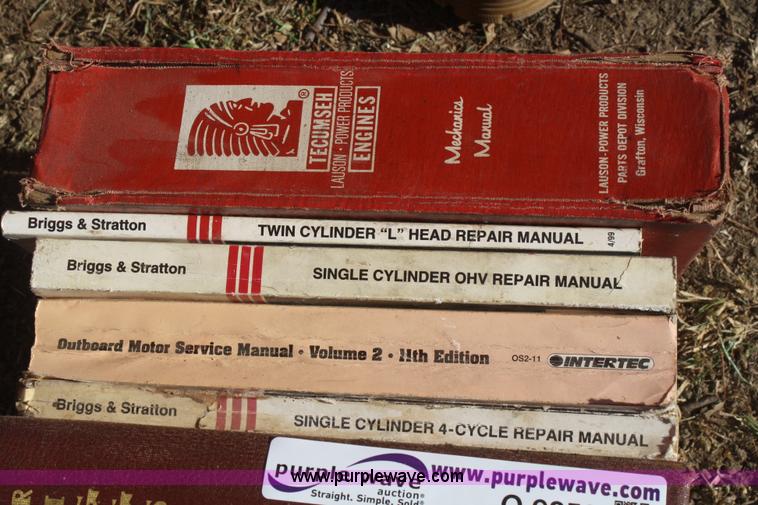 TECUMSEH ®
LAUSON · POWER PRODUCTS
ENGINES
Mechanics
Manual
LAUSON-POWER PRODUCTS
PARTS DEPOT DIVISION
Grafton, Wisconsin
Briggs & Stratton TWIN CYLINDER "L" HEAD REPAIR MANUAL 4/99
Briggs & Stratton SINGLE CYLINDER OHV REPAIR MANUAL
Outboard Motor Service Manual · Volume 2 · 11th Edition OS2-11 INTERTEC
Briggs & Stratton SINGLE CYLINDER 4-CYCLE REPAIR MANUAL
purplewave www.purplewave.com
auction®
Straight. Simple. Sold®
www.purplewave.com